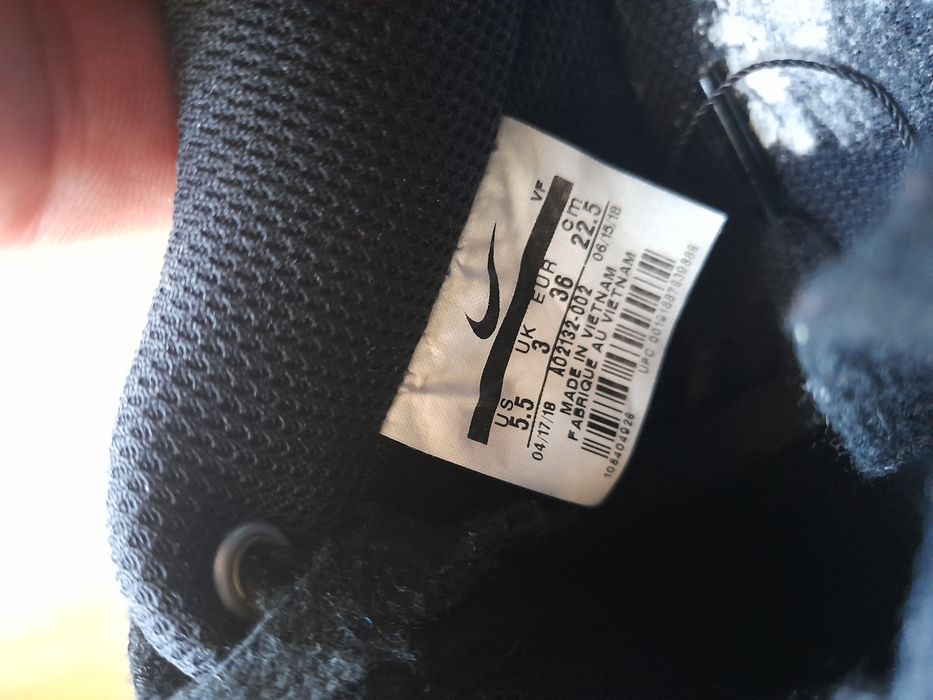 VF
US UK EUR cm
5.5 3 36 22.5
04/17/18 AO2132-002 06/15/18
MADE IN VIETNAM
FABRIQUE AU VIETNAM
108404926
UPC